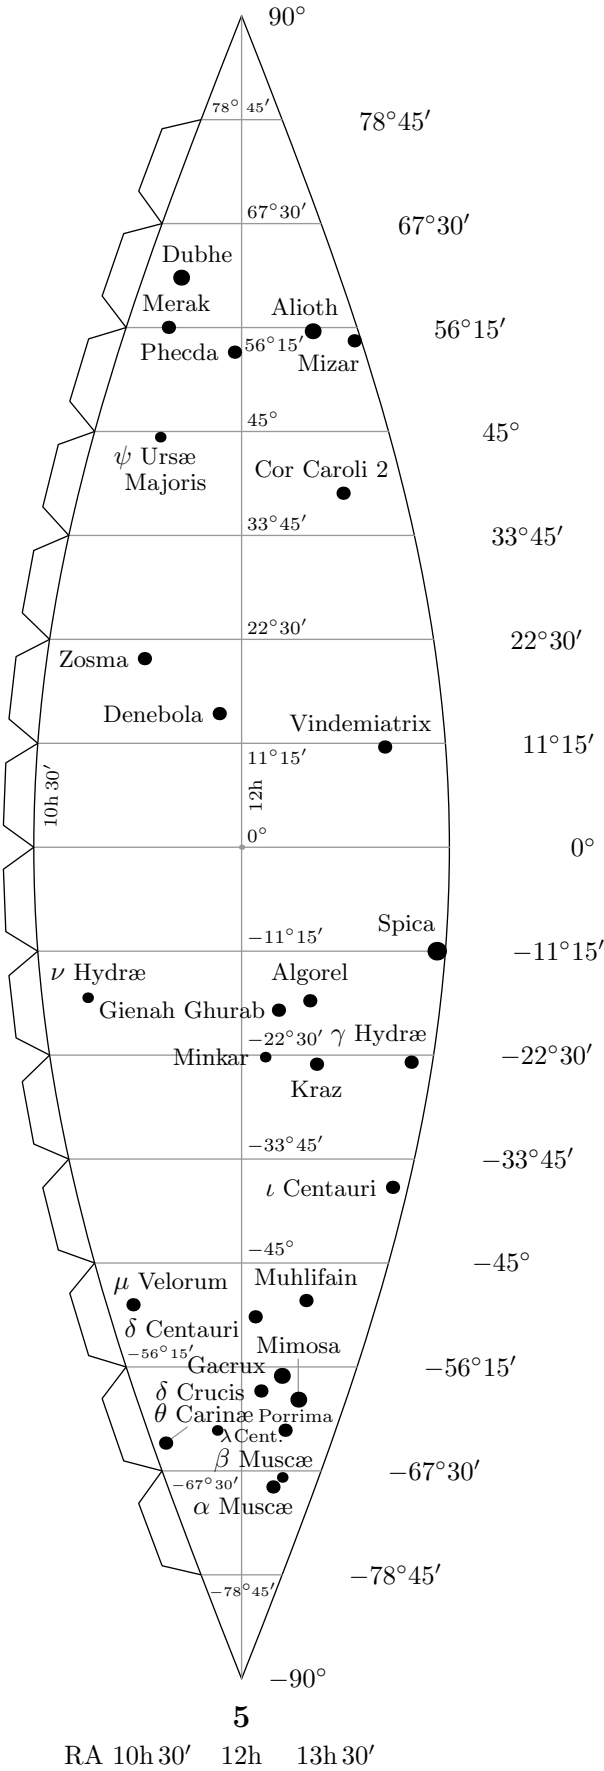 90°
78° 45′
78°45′
67°30′
67°30′
Dubhe
Merak
Alioth
56°15′
Phecda
56°15′
Mizar
45°
45°
ψ Ursæ
Majoris
Cor Caroli 2
33°45′
33°45′
22°30′
22°30′
Zosma
Denebola
Vindemiatrix
11°15′
11°15′
10h 30′
12h
0°
0°
Spica
−11°15′
−11°15′
ν Hydræ
Algorel
Gienah Ghurab
−22°30′
γ Hydræ
Minkar
−22°30′
Kraz
−33°45′
−33°45′
ι Centauri
−45°
−45°
μ Velorum
Muhlifain
δ Centauri
Mimosa
−56°15′
Gacrux
−56°15′
δ Crucis
θ Carinæ
Porrima
λCent.
β Muscæ
−67°30′
−67°30′
α Muscæ
−78°45′
−78°45′
−90°
5
RA 10h 30′ 12h 13h 30′